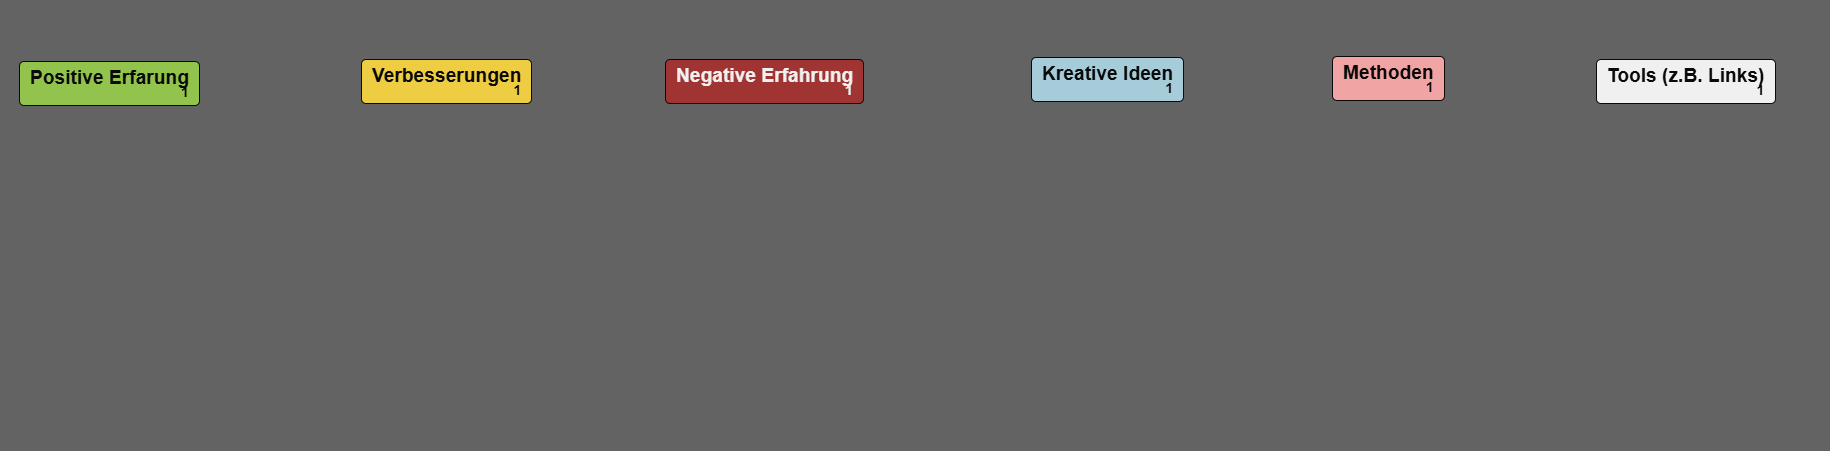 Positive Erfarung
1
Verbesserungen
1
Negative Erfahrung
1
Kreative Ideen
1
Methoden
1
Tools (z.B. Links)
1